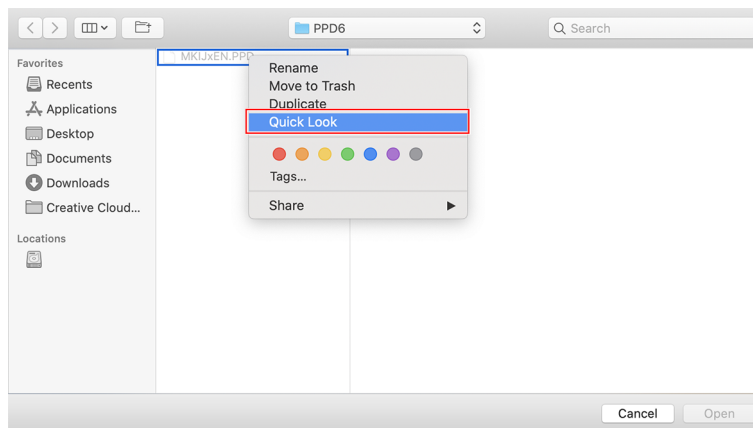 PPD6
Search
Favorites
Recents
Applications
Desktop
Documents
Downloads
Creative Cloud...
Locations
MKIJxEN.PPD
Rename
Move to Trash
Duplicate
Quick Look
Tags...
Share
Cancel
Open